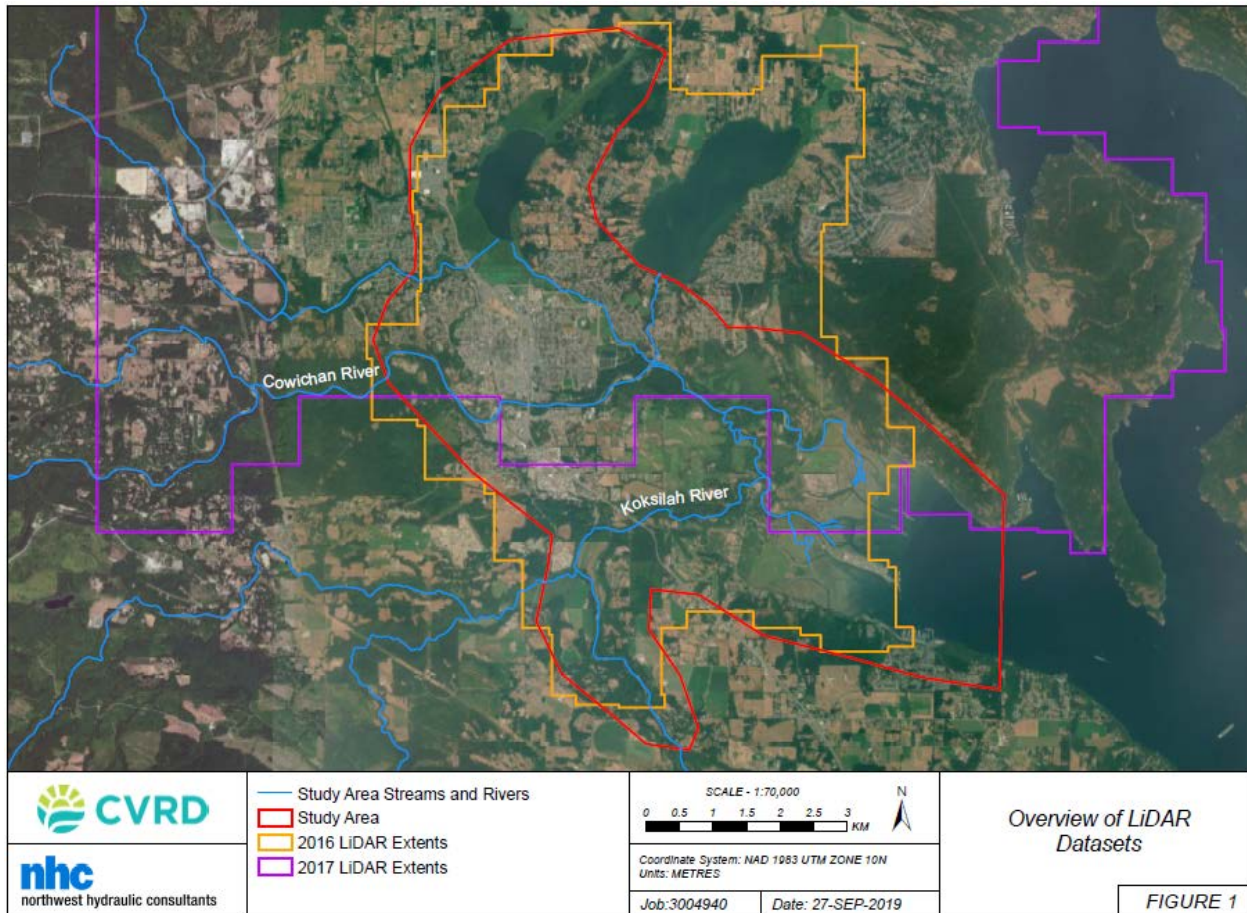 Cowichan River
Koksilah River
CVRD
nhc
northwest hydraulic consultants
Study Area Streams and Rivers
Study Area
2016 LiDAR Extents
2017 LiDAR Extents
SCALE - 1:70,000
N
0 0.5 1 1.5 2 2.5 3
KM
Coordinate System: NAD 1983 UTM ZONE 10N
Units: METRES
Job:3004940
Date: 27-SEP-2019
Overview of LiDAR
Datasets
FIGURE 1